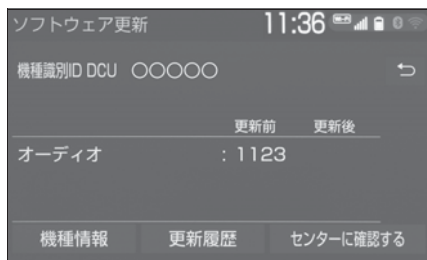 ソフトウェア更新 11:36
機種識別ID DCU ○○○○○
更新前 更新後
オーディオ : 1123
機種情報 更新履歴 センターに確認する